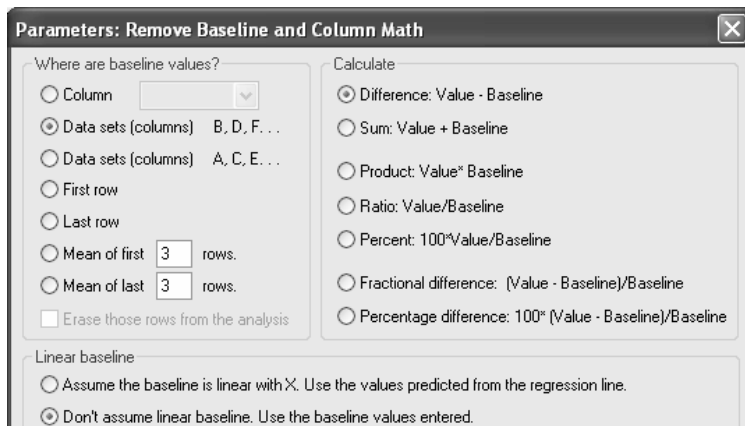 Parameters: Remove Baseline and Column Math
Where are baseline values?
Column
Data sets (columns) B, D, F. . .
Data sets (columns) A, C, E. . .
First row
Last row
Mean of first 3 rows.
Mean of last 3 rows.
Erase those rows from the analysis
Calculate
Difference: Value - Baseline
Sum: Value + Baseline
Product: Value* Baseline
Ratio: Value/Baseline
Percent: 100*Value/Baseline
Fractional difference: (Value - Baseline)/Baseline
Percentage difference: 100* (Value - Baseline)/Baseline
Linear baseline
Assume the baseline is linear with X. Use the values predicted from the regression line.
Don't assume linear baseline. Use the baseline values entered.